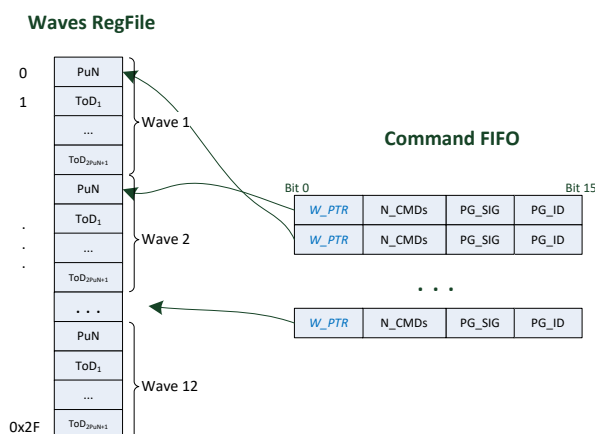 Waves RegFile
0 PuN
1 ToD1
...
ToD2PuN+1
Wave 1
PuN
ToD1
...
ToD2PuN+1
Wave 2
. . .
. . .
PuN
ToD1
...
0x2F ToD2PuN+1
Wave 12
Command FIFO
Bit 0 Bit 15
W_PTR N_CMDs PG_SIG PG_ID
W_PTR N_CMDs PG_SIG PG_ID
. . .
W_PTR N_CMDs PG_SIG PG_ID